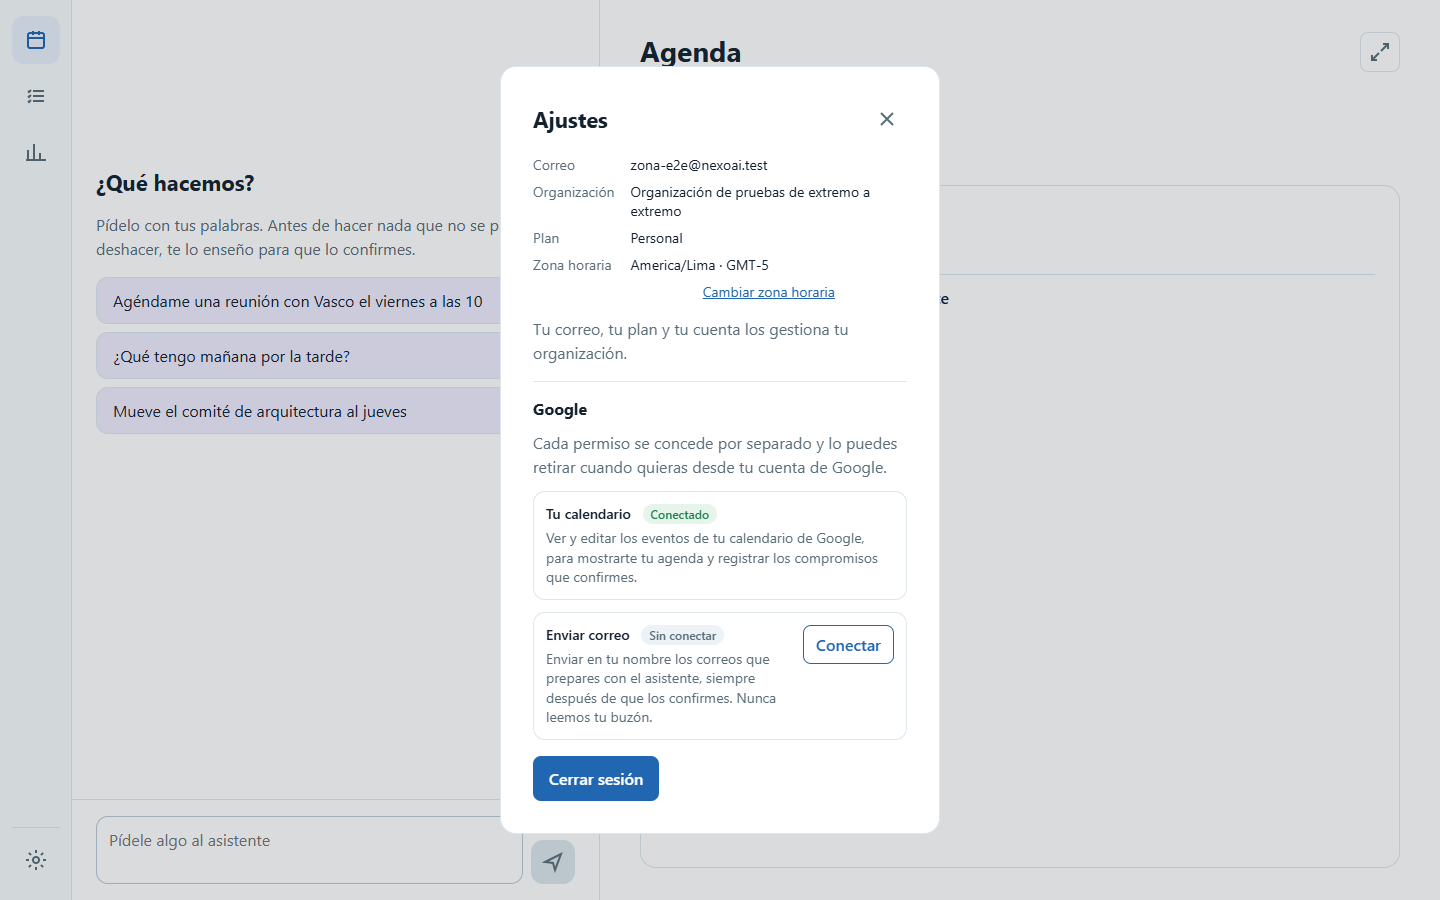 Agenda
¿Qué hacemos?
Pídelo con tus palabras. Antes de hacer nada que no se p
deshacer, te lo enseño para que lo confirmes.
Agéndame una reunión con Vasco el viernes a las 10
¿Qué tengo mañana por la tarde?
Mueve el comité de arquitectura al jueves
Pídele algo al asistente
Ajustes
Correo zona-e2e@nexoai.test
Organización Organización de pruebas de extremo a
extremo
Plan Personal
Zona horaria America/Lima · GMT-5
Cambiar zona horaria
Tu correo, tu plan y tu cuenta los gestiona tu
organización.
Google
Cada permiso se concede por separado y lo puedes
retirar cuando quieras desde tu cuenta de Google.
Tu calendario Conectado
Ver y editar los eventos de tu calendario de Google,
para mostrarte tu agenda y registrar los compromisos
que confirmes.
Enviar correo Sin conectar
Conectar
Enviar en tu nombre los correos que
prepares con el asistente, siempre
después de que los confirmes. Nunca
leemos tu buzón.
Cerrar sesión